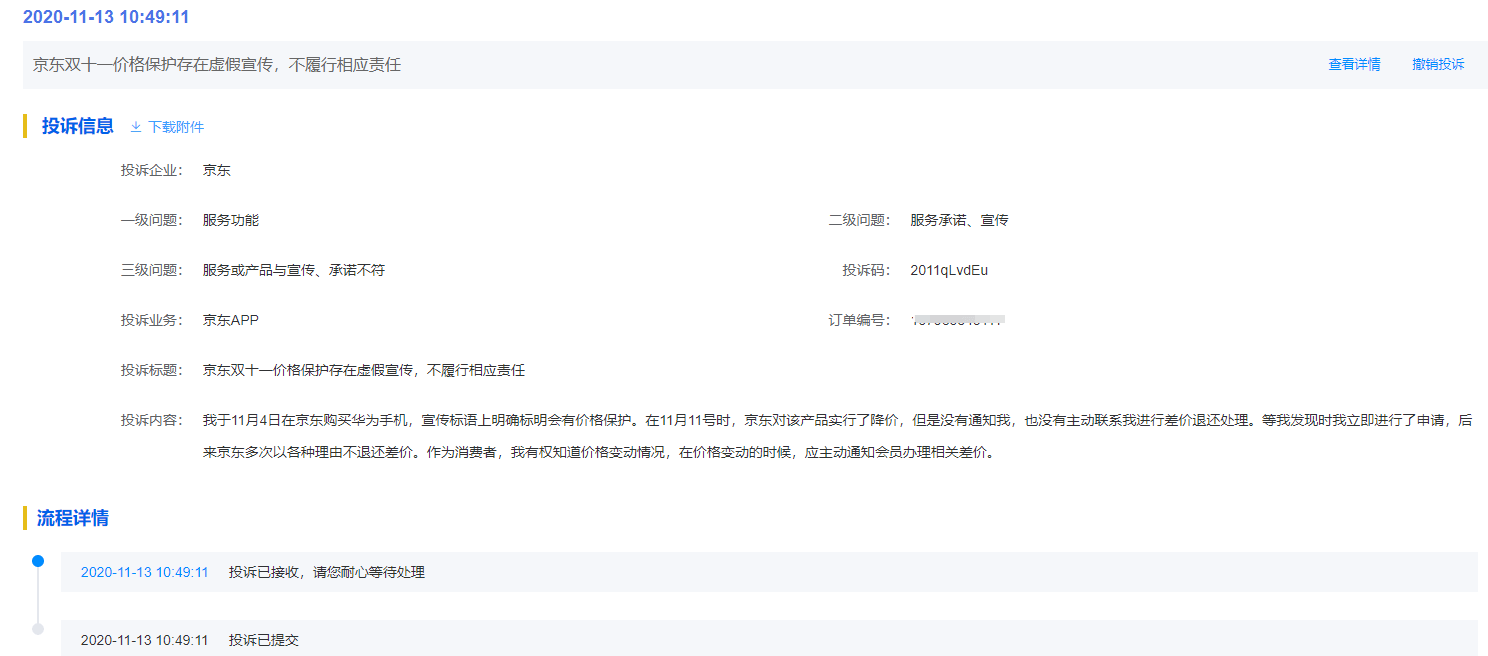 2020-11-13 10:49:11
京东双十一价格保护存在虚假宣传，不履行相应责任 查看详情 撤销投诉
投诉信息 下载附件
投诉企业： 京东
一级问题： 服务功能 二级问题： 服务承诺、宣传
三级问题： 服务或产品与宣传、承诺不符 投诉码： 2011qLvdEu
投诉业务： 京东APP 订单编号：
投诉标题： 京东双十一价格保护存在虚假宣传，不履行相应责任
投诉内容： 我于11月4日在京东购买华为手机，宣传标语上明确标明会有价格保护。在11月11号时，京东对该产品实行了降价，但是没有通知我，也没有主动联系我进行差价退还处理。等我发现时我立即进行了申请，后
来京东多次以各种理由不退还差价。作为消费者，我有权知道价格变动情况，在价格变动的时候，应主动通知会员办理相关差价。
流程详情
2020-11-13 10:49:11 投诉已接收，请您耐心等待处理
2020-11-13 10:49:11 投诉已提交